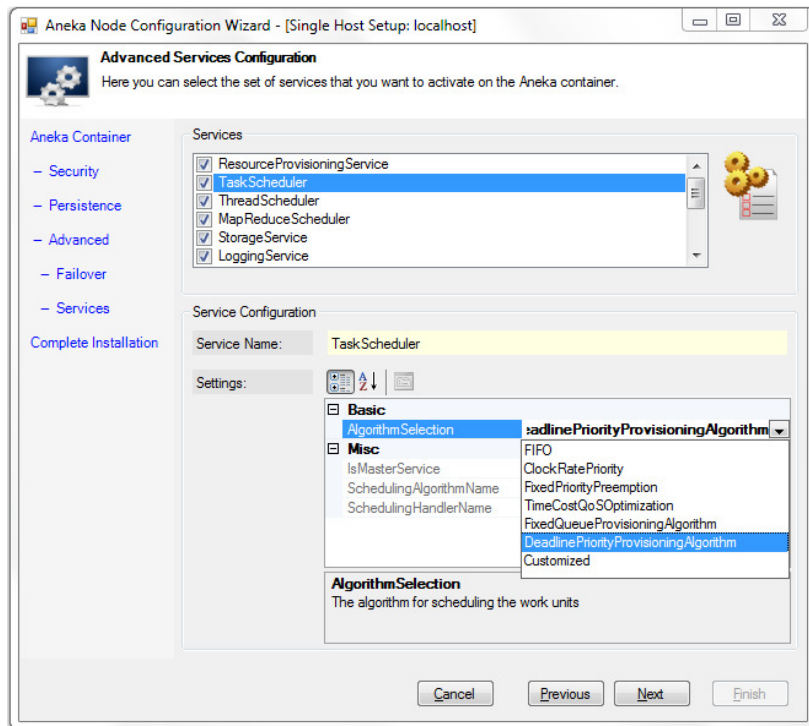 Aneka Node Configuration Wizard - [Single Host Setup: localhost]
Advanced Services Configuration
Here you can select the set of services that you want to activate on the Aneka container.
Aneka Container
– Security
– Persistence
– Advanced
– Failover
– Services
Complete Installation
Services
ResourceProvisioningService
TaskScheduler
ThreadScheduler
MapReduceScheduler
StorageService
LoggingService
Service Configuration
Service Name: TaskScheduler
Settings:
Basic
AlgorithmSelection eadlinePriorityProvisioningAlgorithm
Misc
IsMasterService
SchedulingAlgorithmName
SchedulingHandlerName
FIFO
ClockRatePriority
FixedPriorityPreemption
TimeCostQoSOptimization
FixedQueueProvisioningAlgorithm
DeadlinePriorityProvisioningAlgorithm
Customized
AlgorithmSelection
The algorithm for scheduling the work units
Cancel Previous Next Finish